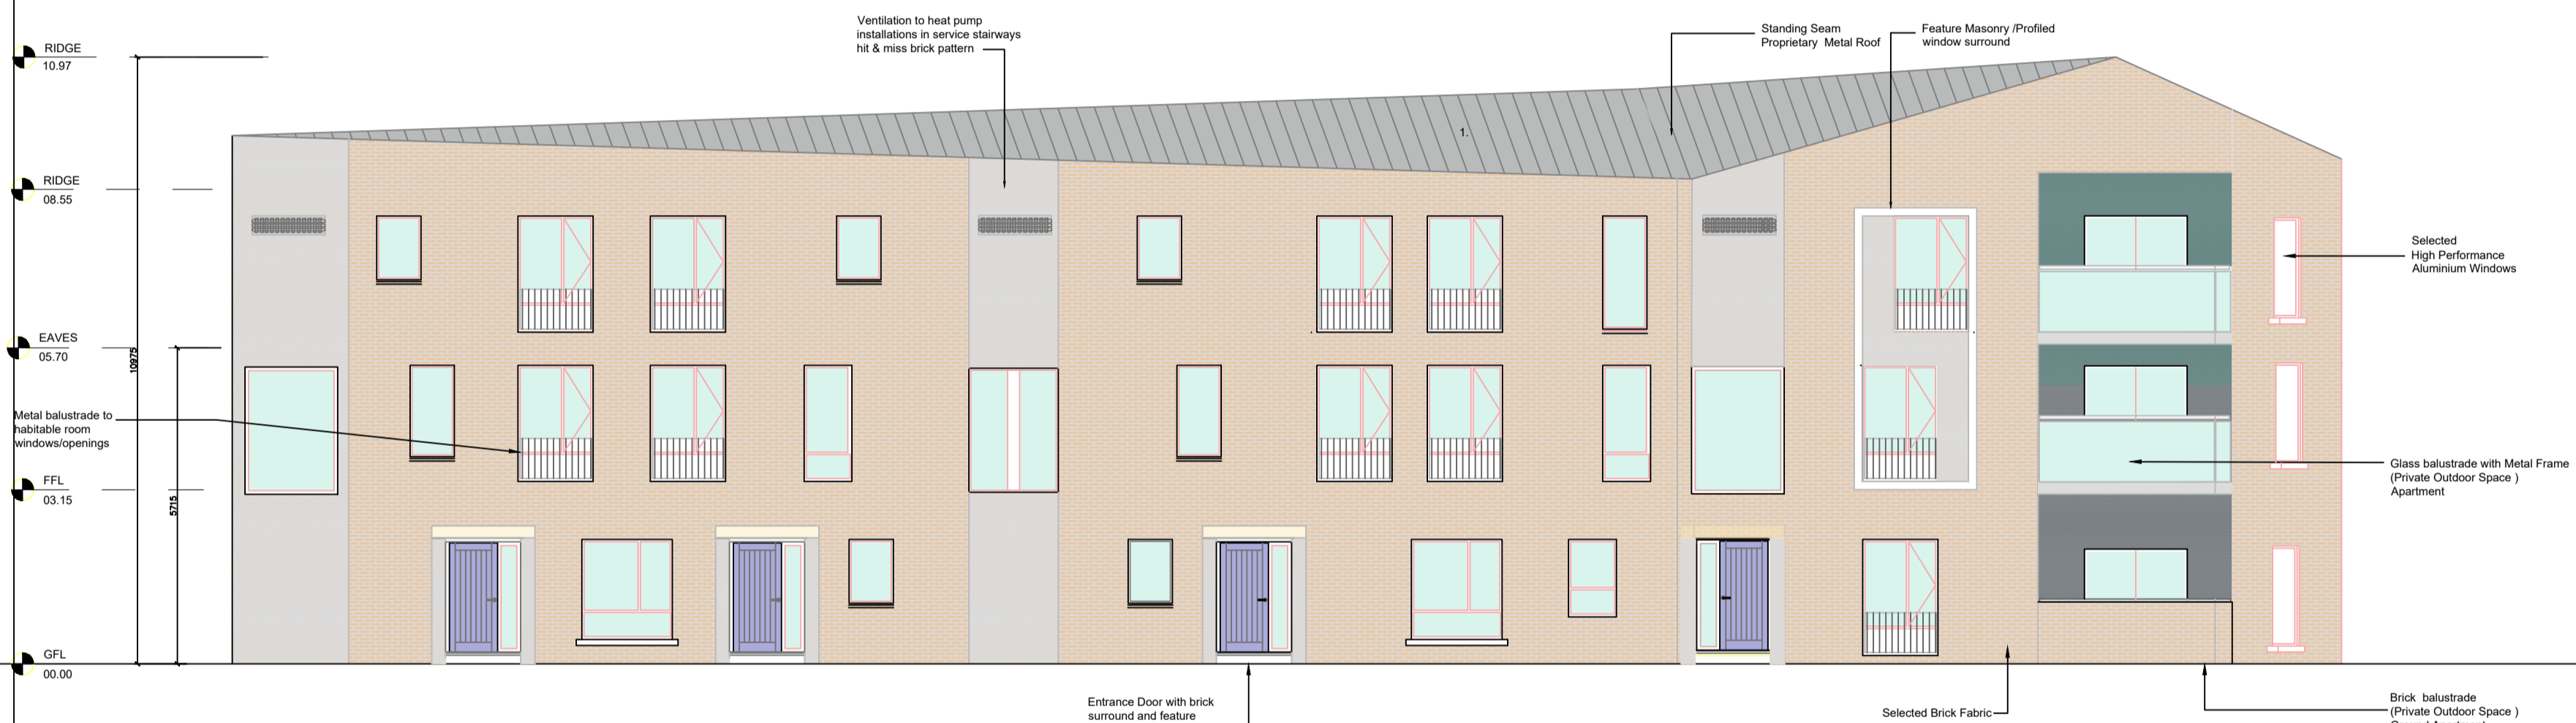 Ventilation to heat pump
installations in service stairways
hit & miss brick pattern
Standing Seam
Proprietary Metal Roof
Feature Masonry /Profiled
window surround
RIDGE
10.97
1.
RIDGE
08.55
Selected
High Performance
Aluminium Windows
EAVES
05.70
10975
Metal balustrade to
habitable room
windows/openings
Glass balustrade with Metal Frame
(Private Outdoor Space )
Apartment
FFL
03.15
5715
GFL
00.00
Entrance Door with brick
surround and feature
Selected Brick Fabric
Brick balustrade
(Private Outdoor Space )